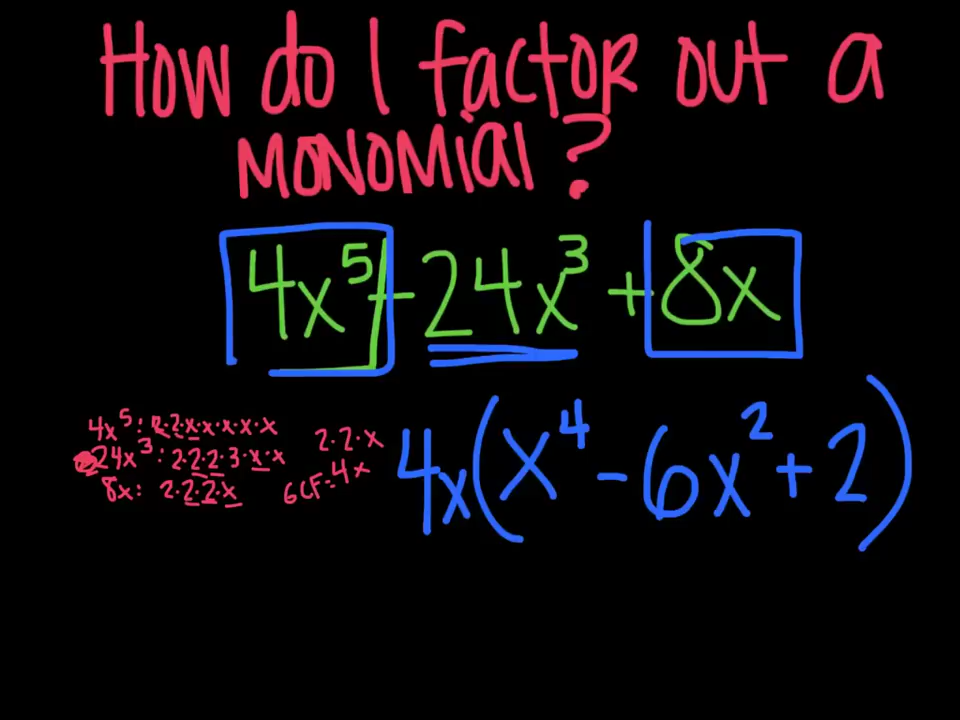 How do I factor out a
monomial?
4x⁵ - 24x³ + 8x
4x⁵: 2·2·x·x·x·x·x
24x³: 2·2·2·3·x·x
8x: 2·2·2·x
2·2·x
GCF=4x
4x(x⁴ - 6x² + 2)